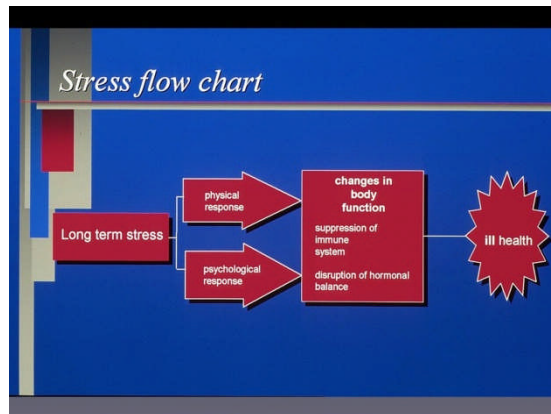 Stress flow chart
Long term stress
physical
response
psychological
response
changes in
body
function
suppression of
immune
system
disruption of hormonal
balance
ill health